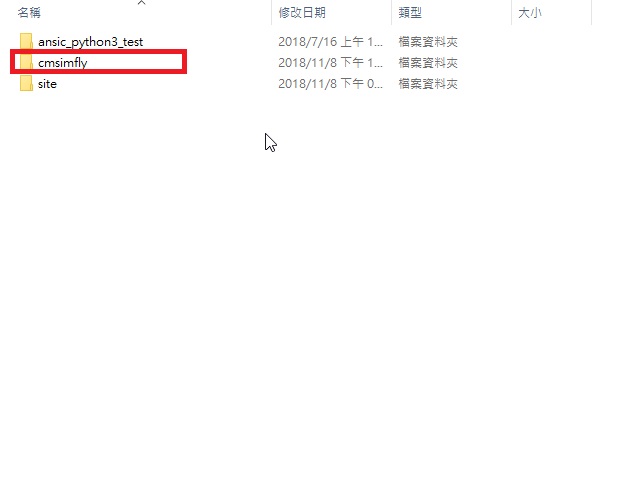 名稱 修改日期 類型 大小
ansic_python3_test 2018/7/16 上午 1... 檔案資料夾
cmsimfly 2018/11/8 下午 1... 檔案資料夾
site 2018/11/8 下午 0... 檔案資料夾